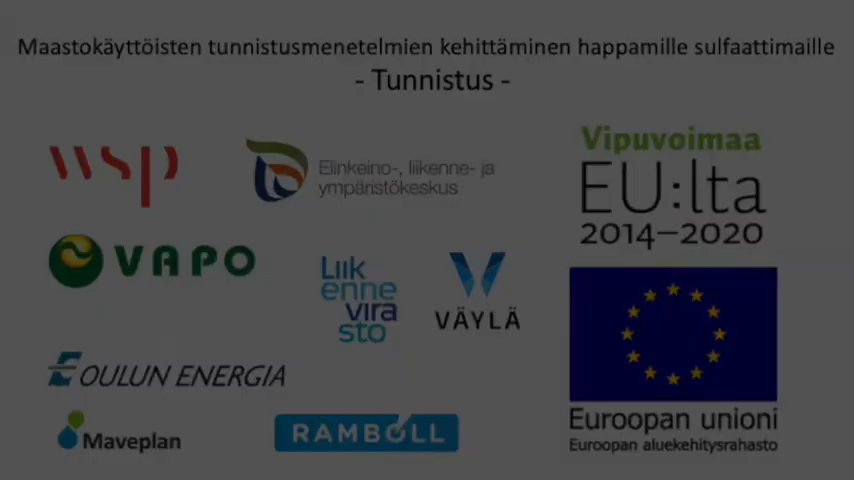 Maastokäyttöisten tunnistusmenetelmien kehittäminen happamille sulfaattimaille
- Tunnistus -
wsp
Elinkeino-, liikenne- ja
ympäristökeskus
Vipuvoimaa
EU:lta
2014–2020
VAPO
Liik
enne
vira
sto
VÄYLÄ
OULUN ENERGIA
Maveplan
RAMBOLL
Euroopan unioni
Euroopan aluekehitysrahasto